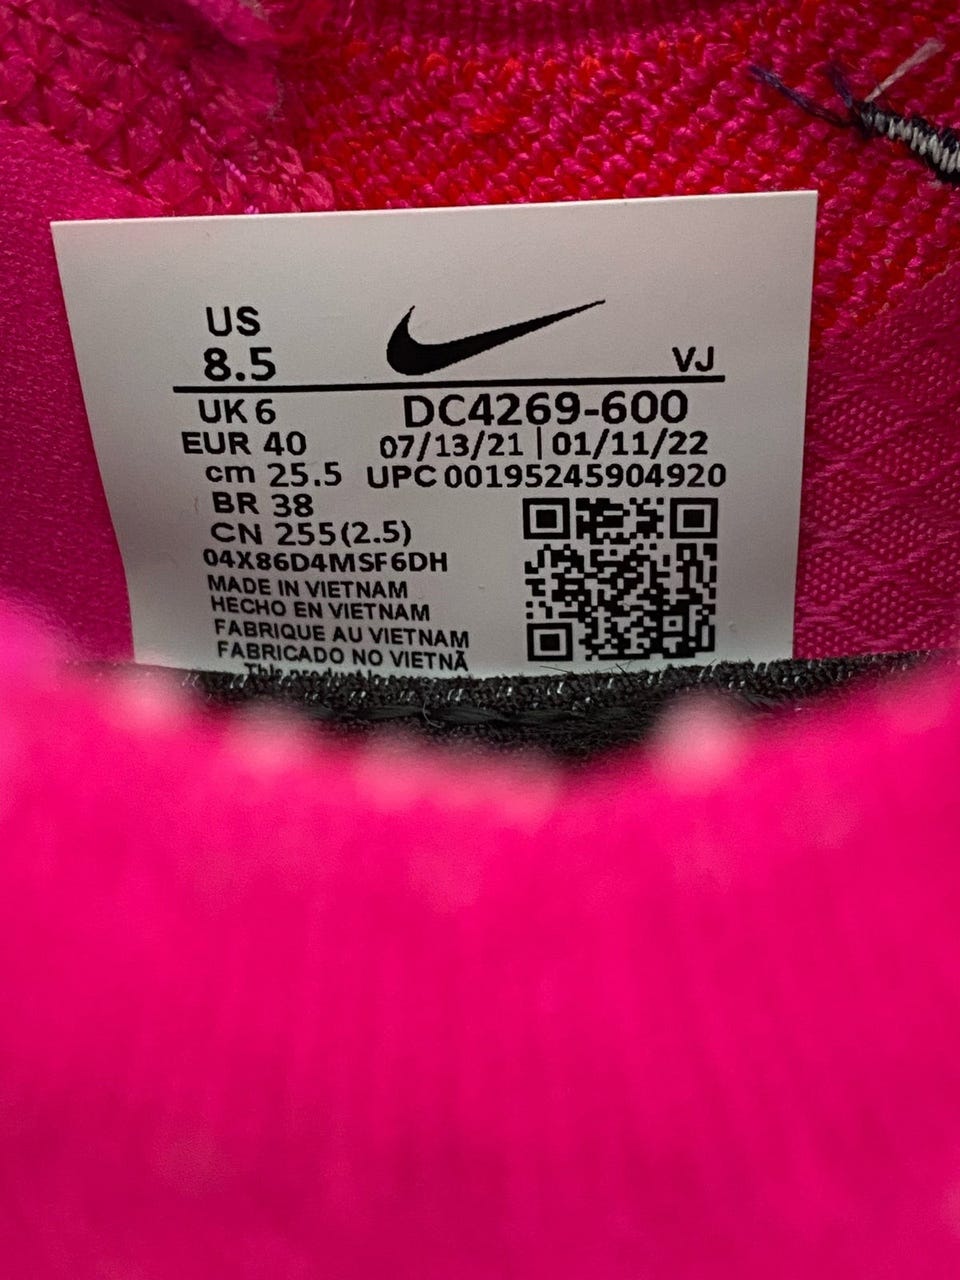 US
8.5
VJ
UK 6
DC4269-600
EUR 40
07/13/21 | 01/11/22
cm 25.5
UPC 00195245904920
BR 38
CN 255(2.5)
04X86D4MSF6DH
MADE IN VIETNAM
HECHO EN VIETNAM
FABRIQUE AU VIETNAM
FABRICADO NO VIETNÃ
This product